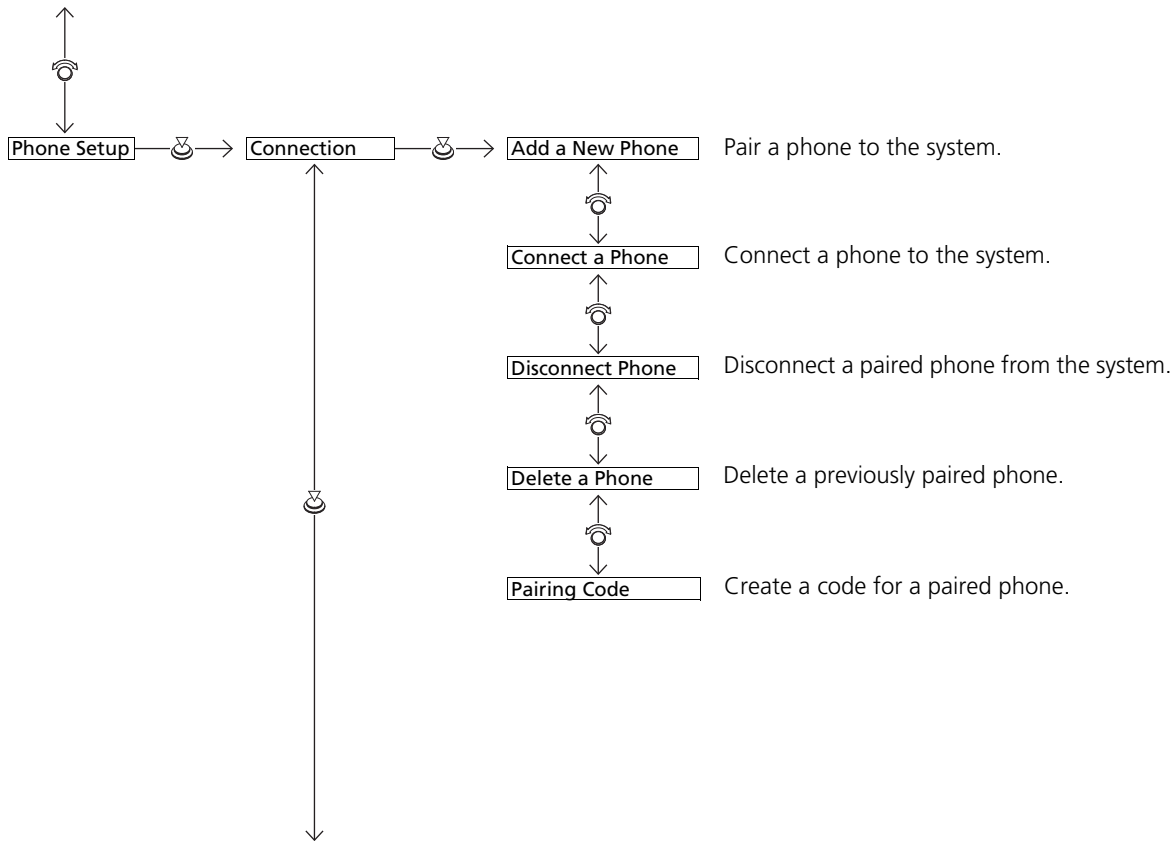 Phone Setup Connection Add a New Phone Pair a phone to the system.
Connect a Phone Connect a phone to the system.
Disconnect Phone Disconnect a paired phone from the system.
Delete a Phone Delete a previously paired phone.
Pairing Code Create a code for a paired phone.